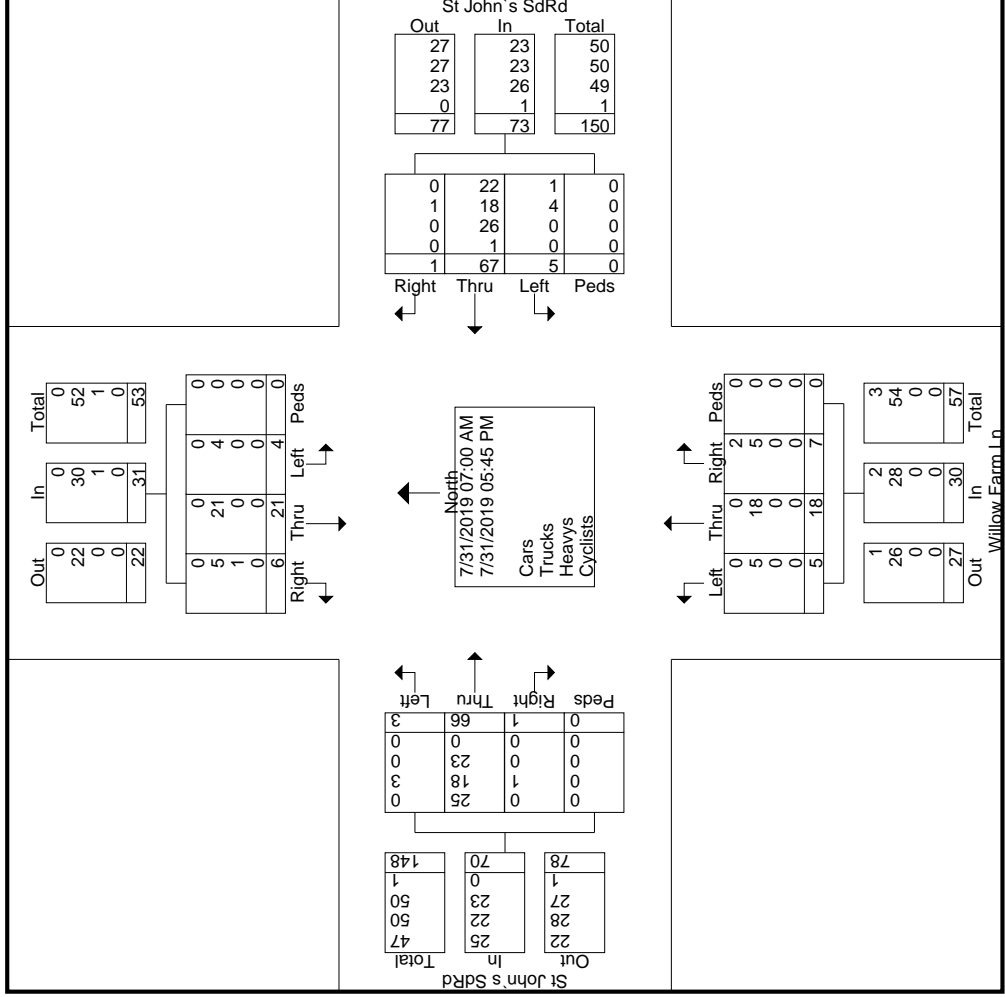 St John`s SdRd
Out In Total
27 23 50
27 23 50
23 26 49
0 1 1
77 73 150
0 22 1 0
1 18 4 0
0 26 0 0
0 1 0 0
1 67 5 0
Right Thru Left Peds
Total
0 52 1 0 53
In
0 30 1 0 31
Out
0 22 0 0 22
Peds
0 0 0 0 0
Left
0 4 0 0 4
Thru
0 21 0 0 21
Right
0 5 1 0 6
North
7/31/2019 07:00 AM
7/31/2019 05:45 PM
Cars
Trucks
Heavys
Cyclists
Peds
0 0 0 0 0
Right
2 5 0 0 7
Thru
0 18 0 0 18
Left
0 5 0 0 5
Total
3 54 0 0 57
In
2 28 0 0 30
Out
1 26 0 0 27
Willow Farm Ln
Left Thru Right Peds
3 66 1 0
0 0 0 0
0 23 0 0
3 18 1 0
0 25 0 0
148 70 78
1 0 1
50 23 27
50 22 28
47 25 22
Total In Out
St John`s SdRd